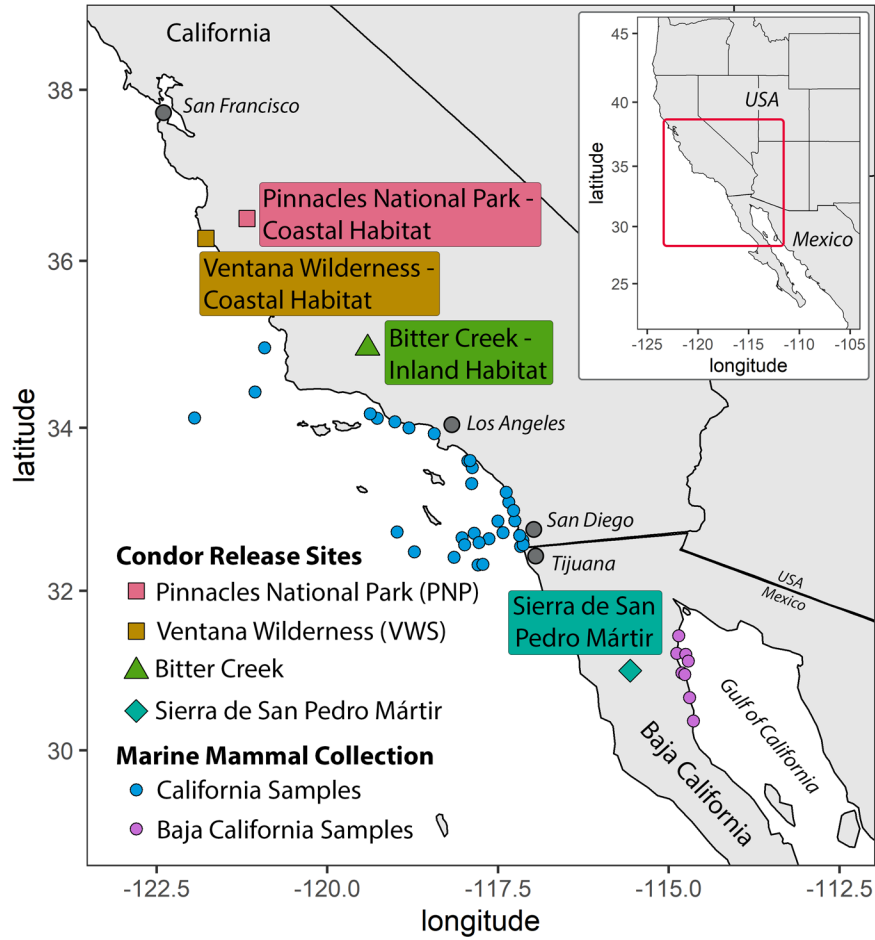 California
San Francisco
Pinnacles National Park -
Coastal Habitat
Ventana Wilderness -
Coastal Habitat
Bitter Creek -
Inland Habitat
Los Angeles
San Diego
Tijuana
USA
Mexico
Sierra de San
Pedro Mártir
Gulf of California
Baja California
Condor Release Sites
Pinnacles National Park (PNP)
Ventana Wilderness (VWS)
Bitter Creek
Sierra de San Pedro Mártir
Marine Mammal Collection
California Samples
Baja California Samples
38
36
34
32
30
latitude
-122.5
-120.0
-117.5
-115.0
-112.5
longitude
USA
Mexico
45
40
35
30
25
latitude
-125
-120
-115
-110
-105
longitude